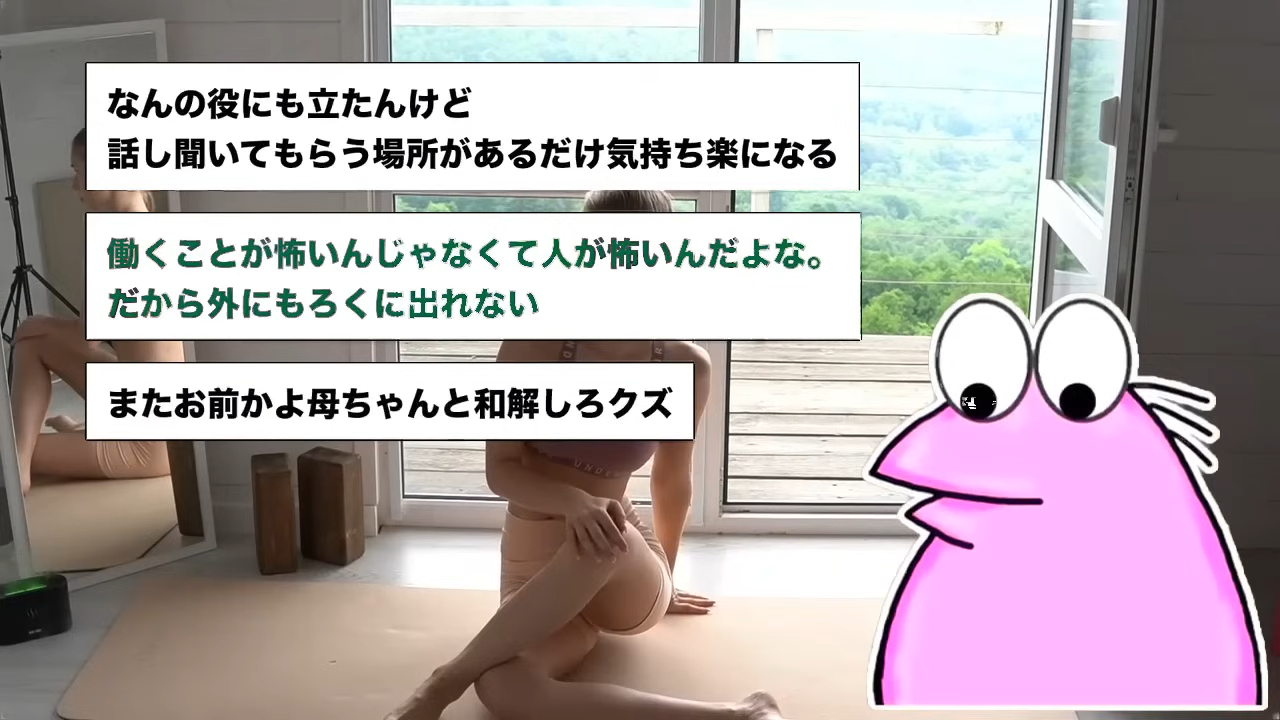 なんの役にも立たんけど
話し聞いてもらう場所があるだけ気持ち楽になる
働くことが怖いんじゃなくて人が怖いんだよな。
だから外にもろくに出れない
またお前かよ母ちゃんと和解しろクズ